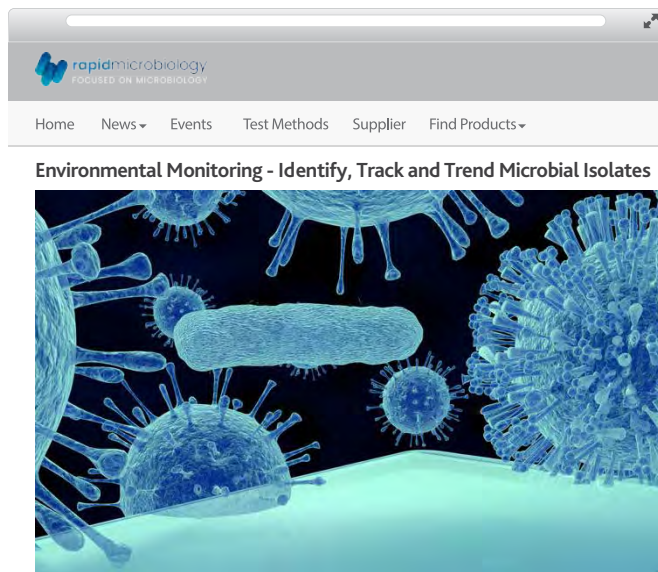 rapidmicrobiology
FOCUSED ON MICROBIOLOGY
Home News Events Test Methods Supplier Find Products
Environmental Monitoring - Identify, Track and Trend Microbial Isolates